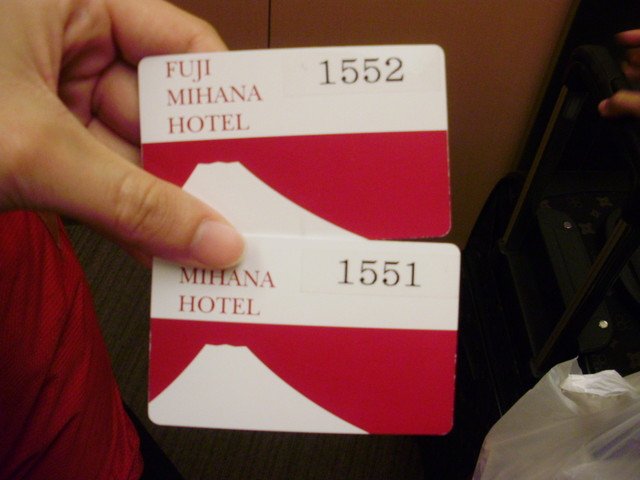 FUJI
MIHANA
HOTEL
1552
MIHANA
HOTEL
1551